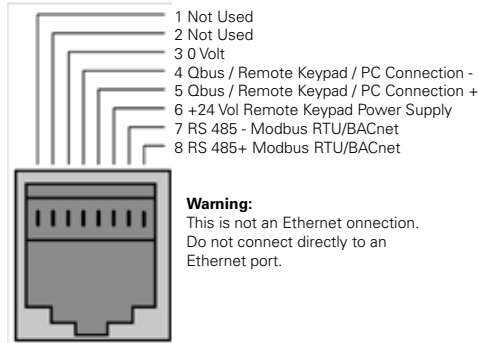 1 Not Used
2 Not Used
3 0 Volt
4 Qbus / Remote Keypad / PC Connection -
5 Qbus / Remote Keypad / PC Connection +
6 +24 Vol Remote Keypad Power Supply
7 RS 485 - Modbus RTU/BACnet
8 RS 485+ Modbus RTU/BACnet
Warning:
This is not an Ethernet onnection.
Do not connect directly to an
Ethernet port.